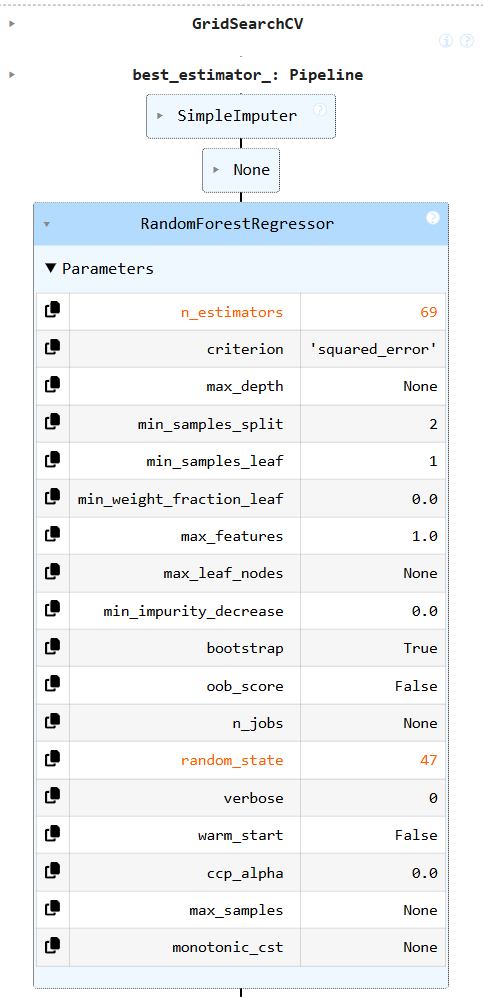 GridSearchCV
i ?
best_estimator_: Pipeline
SimpleImputer ?
None
RandomForestRegressor ?
Parameters
n_estimators 69
criterion 'squared_error'
max_depth None
min_samples_split 2
min_samples_leaf 1
min_weight_fraction_leaf 0.0
max_features 1.0
max_leaf_nodes None
min_impurity_decrease 0.0
bootstrap True
oob_score False
n_jobs None
random_state 47
verbose 0
warm_start False
ccp_alpha 0.0
max_samples None
monotonic_cst None